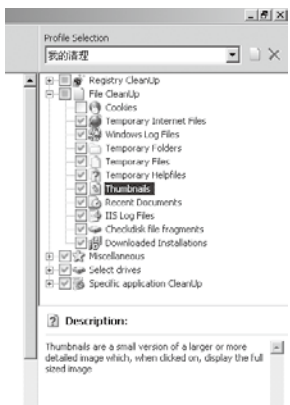 Profile Selection
我的清理
Registry CleanUp
File CleanUp
Cookies
Temporary Internet Files
Windows Log Files
Temporary Folders
Temporary Files
Temporary Helpfiles
Thumbnails
Recent Documents
IIS Log Files
Checkdisk file fragments
Downloaded Installations
Miscellaneous
Select drives
Specific application CleanUp
Description:
Thumbnails are a small version of a larger or more
detailed image which, when clicked on, display the full
sized image